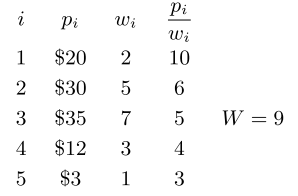 i p_i w_i p_i/w_i
1 $20 2 10
2 $30 5 6
3 $35 7 5 W = 9
4 $12 3 4
5 $3 1 3